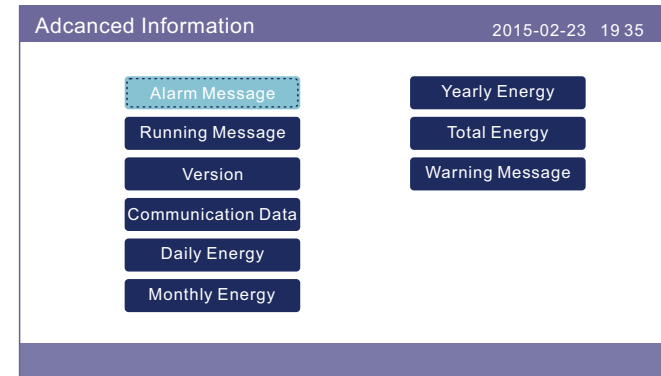 Adcanced Information
2015-02-23 19 35
Alarm Message
Running Message
Version
Communication Data
Daily Energy
Monthly Energy
Yearly Energy
Total Energy
Warning Message